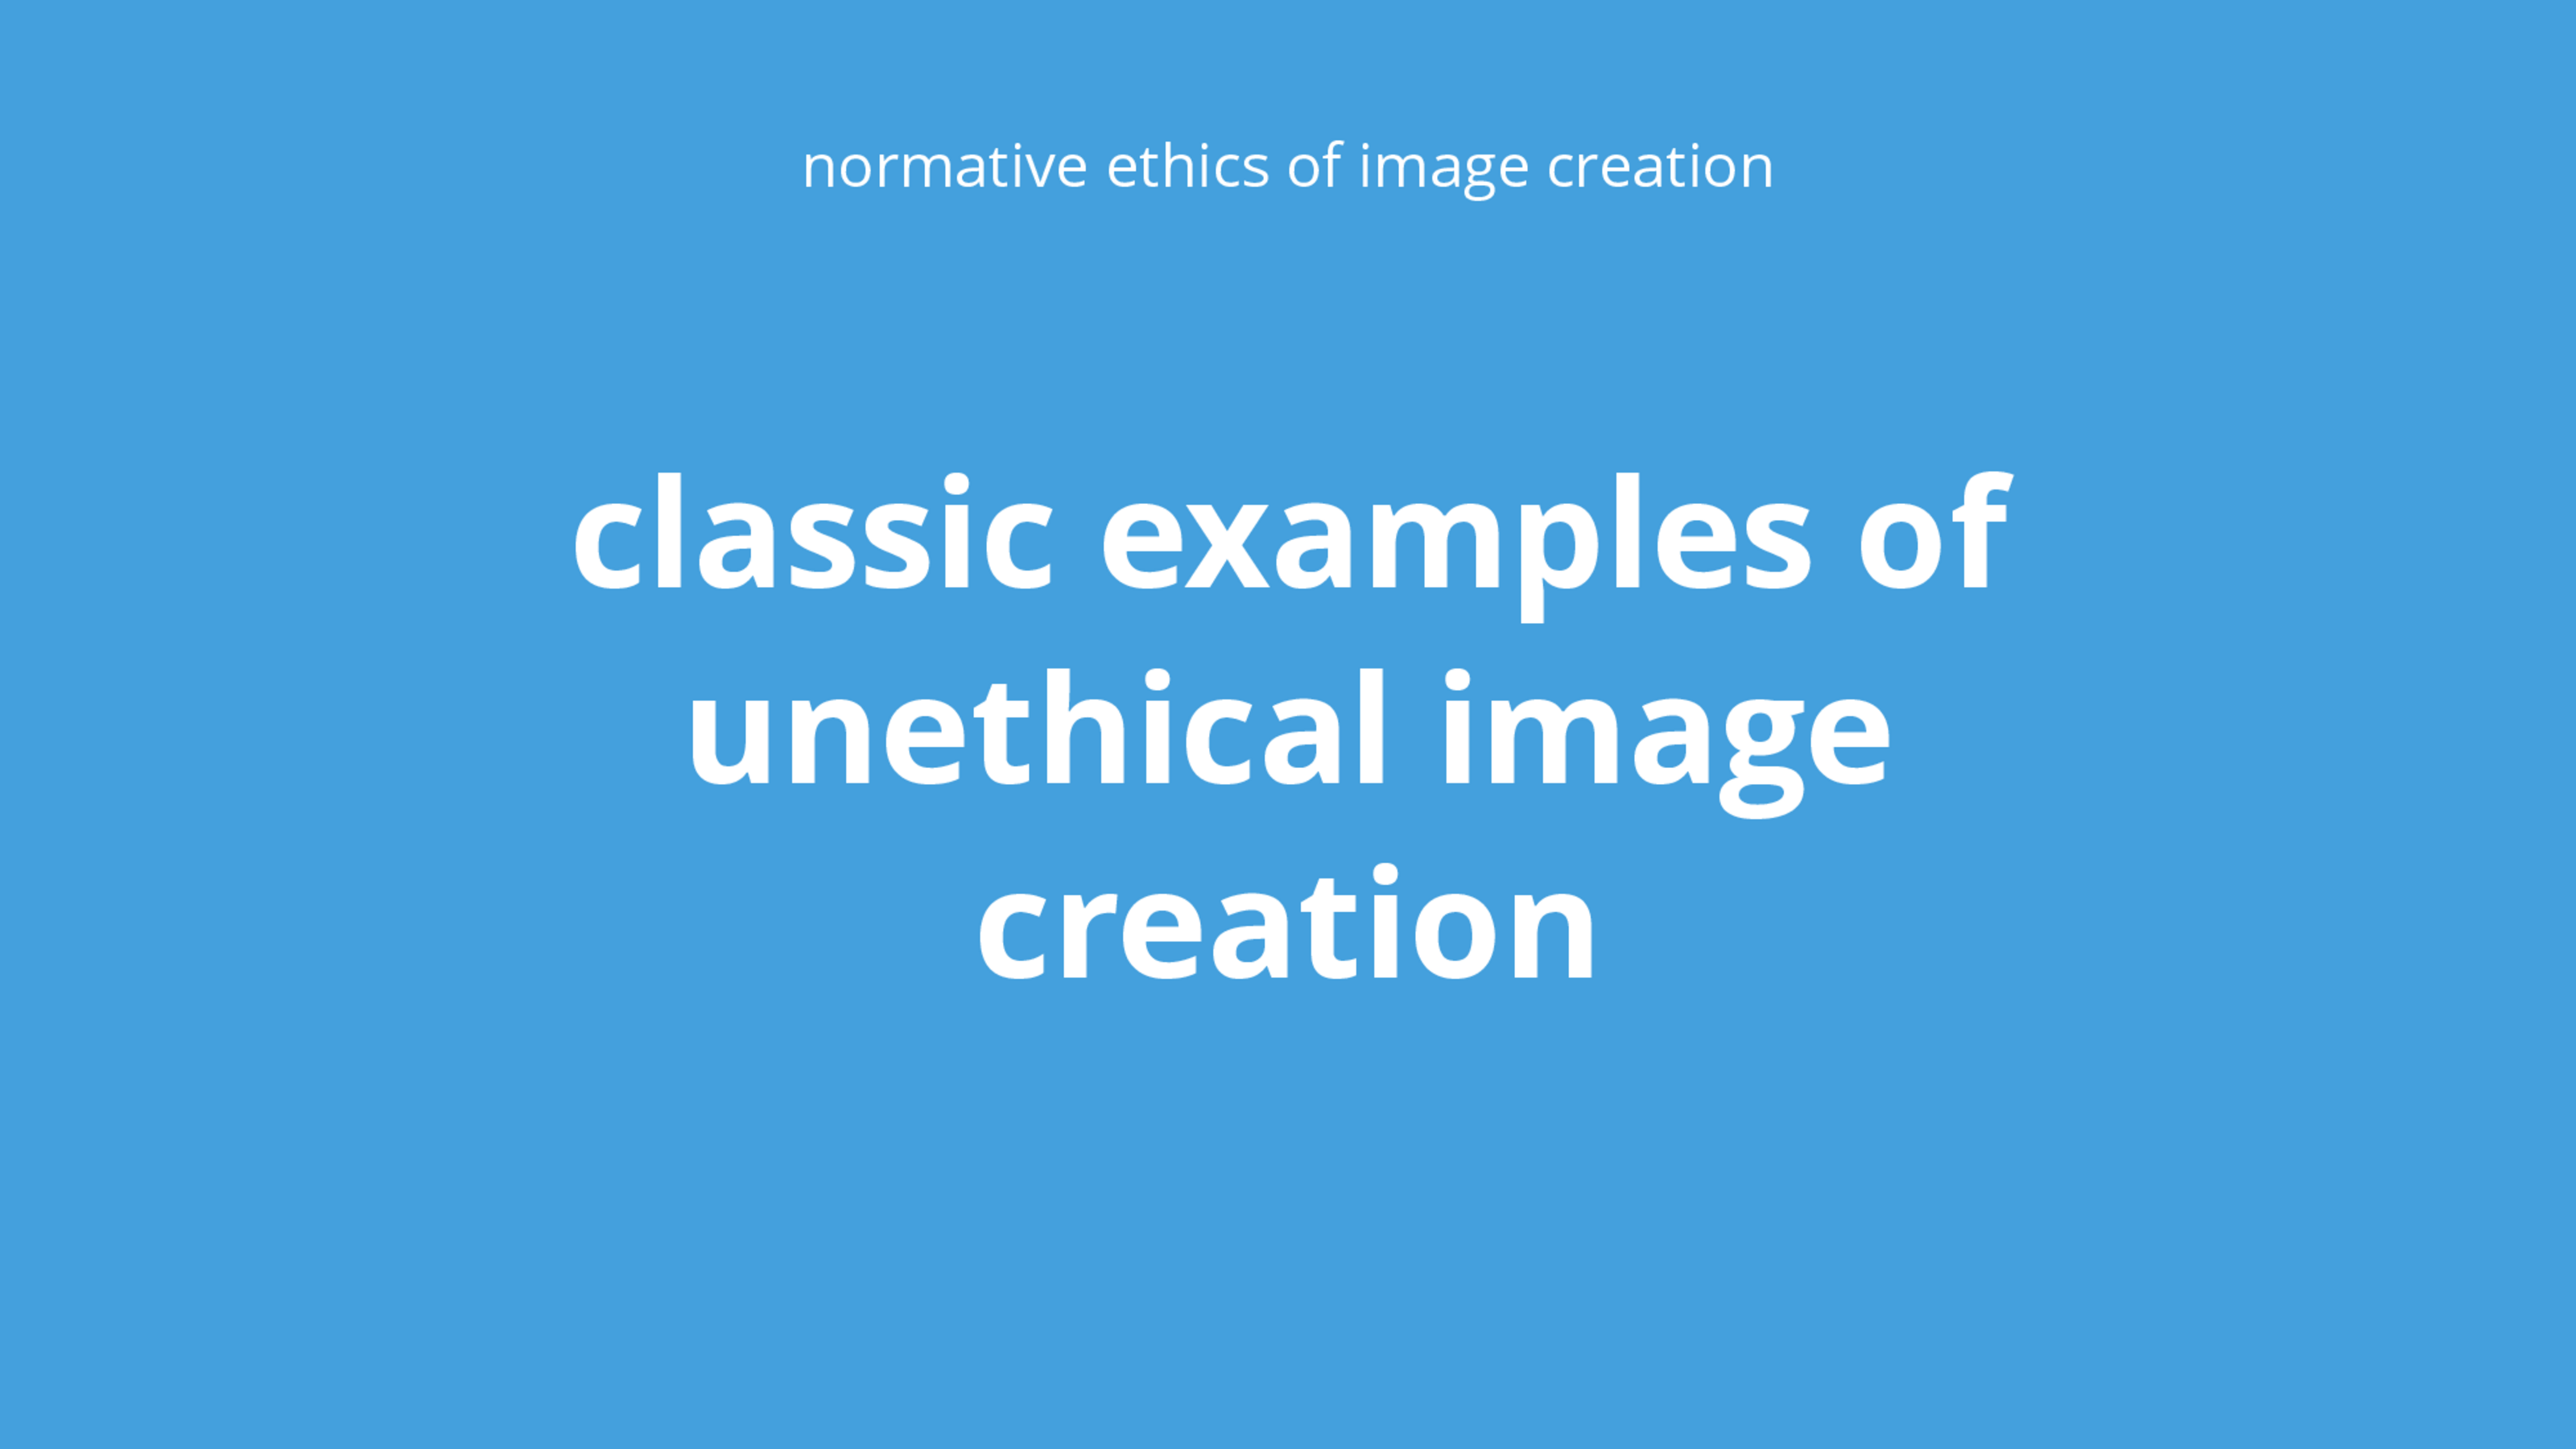 normative ethics of image creation
classic examples of
unethical image
creation